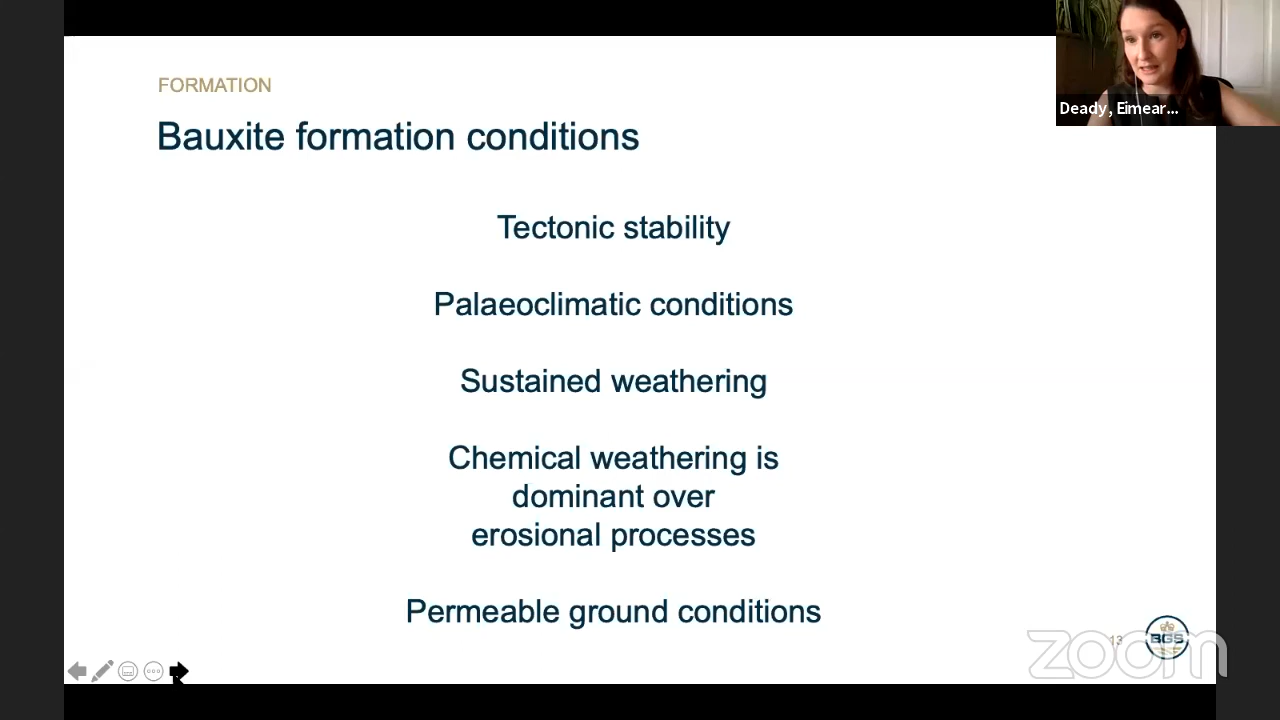 FORMATION
Bauxite formation conditions
Deady, Eimear...
Tectonic stability
Palaeoclimatic conditions
Sustained weathering
Chemical weathering is
dominant over
erosional processes
Permeable ground conditions
13
BGS
zoom